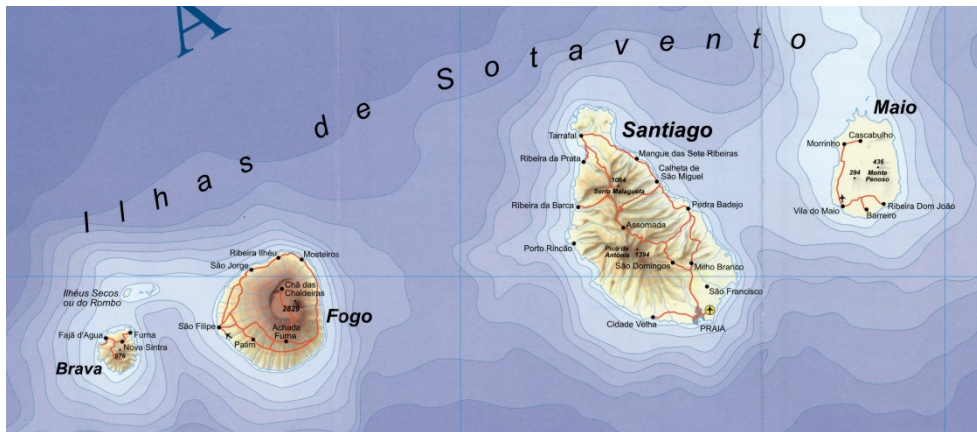 A
Ilhas de Sotavento
Maio
Cascabulho
Morrinho
436
Monte
Penoso
294
Vila do Maio
Ribeira Dom João
Barreiro
Santiago
Tarrafal
Mangue das Sete Ribeiras
Ribeira da Prata
Calheta de
São Miguel
1064
Serra Malagueta
Ribeira da Barca
Pedra Badejo
Assomada
Porto Rincão
Pico da
Antónia
1394
São Domingos
Milho Branco
São Francisco
Cidade Velha
PRAIA
Ribeira Ilhéu
Mosteiros
São Jorge
Chã das
Chaldeiras
2829
Fogo
São Filipe
Achada
Furna
Patim
Ilhéus Secos
ou do Rombo
Fajã d'Agua
Furna
Nova Sintra
976
Brava